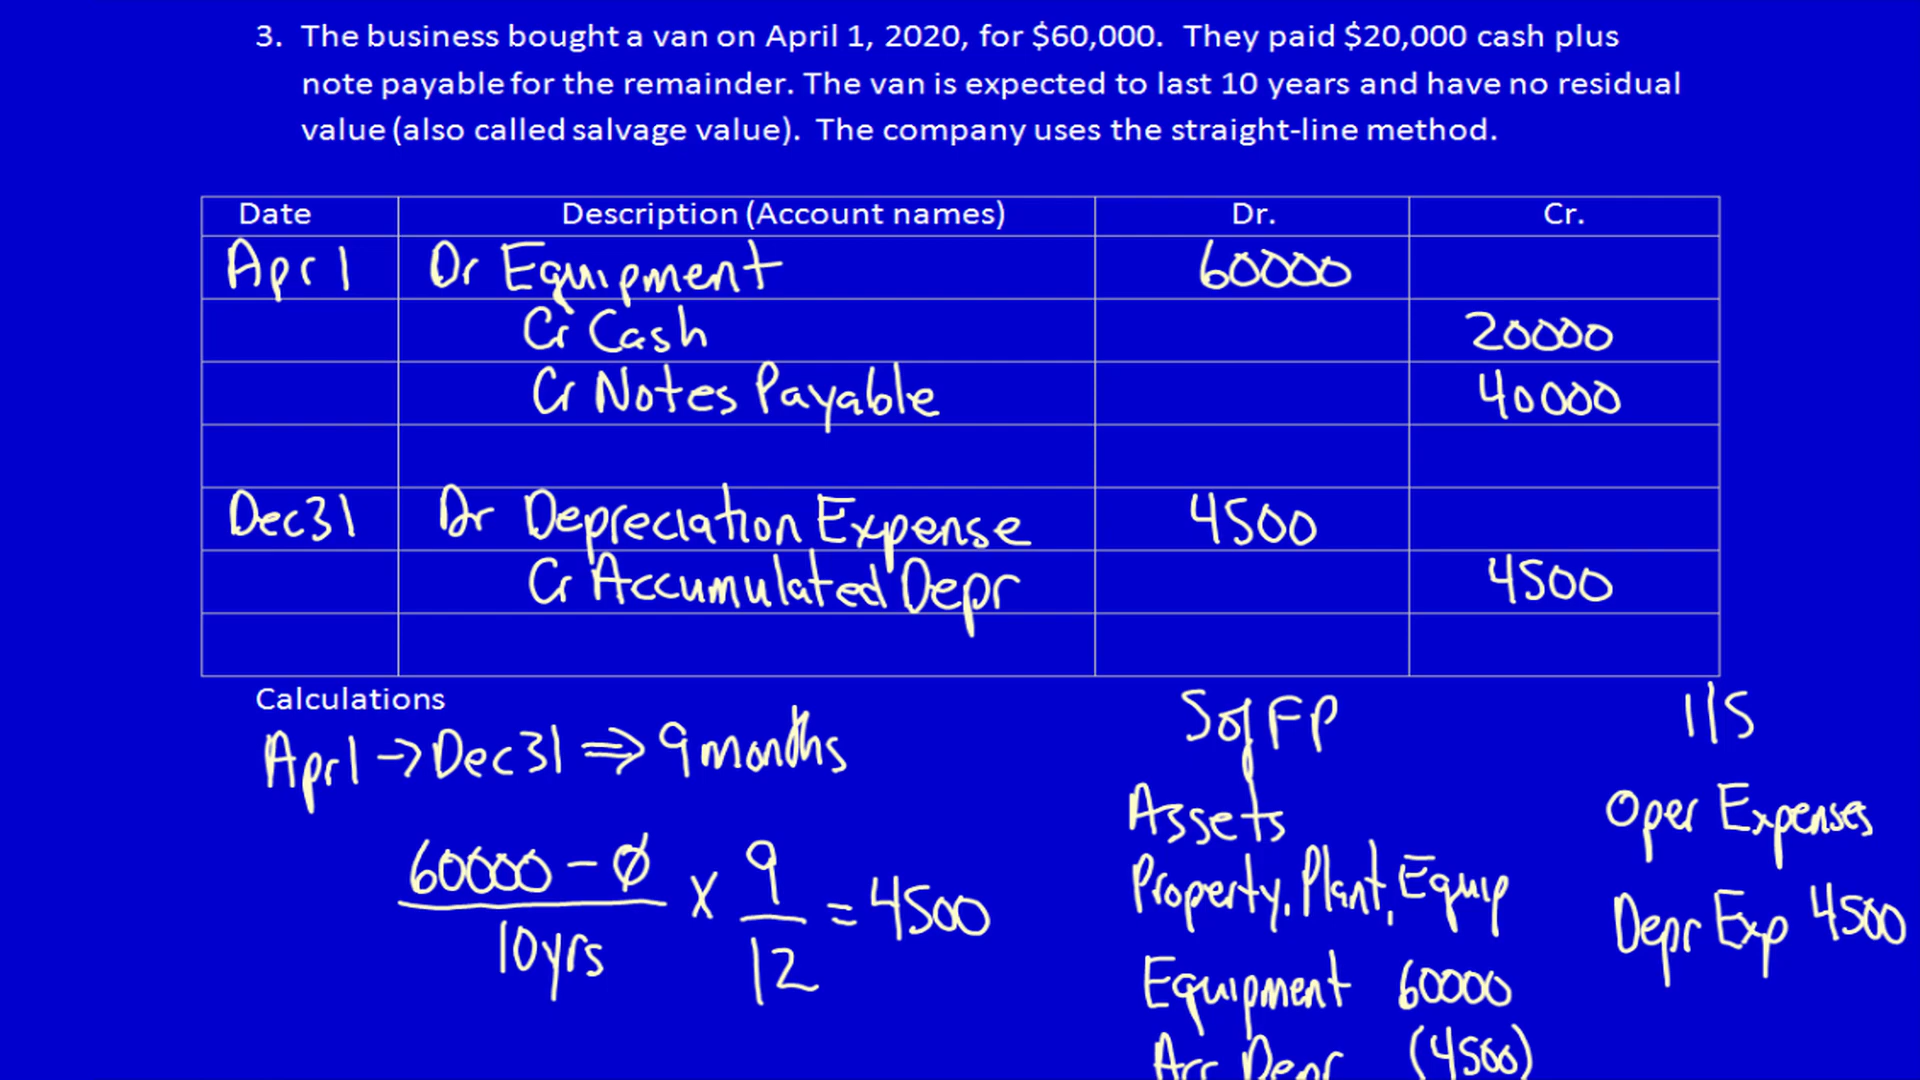 3. The business bought a van on April 1, 2020, for $60,000. They paid $20,000 cash plus
note payable for the remainder. The van is expected to last 10 years and have no residual
value (also called salvage value). The company uses the straight-line method.
Date Description (Account names) Dr. Cr.
Apr 1 Dr Equipment 60000
Cr Cash 20000
Cr Notes Payable 40000
Dec 31 Dr Depreciation Expense 4500
Cr Accumulated Depr 4500
Calculations
Apr 1 → Dec 31 ⇒ 9 months
60000 - 0
10 yrs
X 9
12
= 4500
S of FP
Assets
Property, Plant, Equip
Equipment 60000
Acc Depr (4500)
I/S
Oper Expenses
Depr Exp 4500